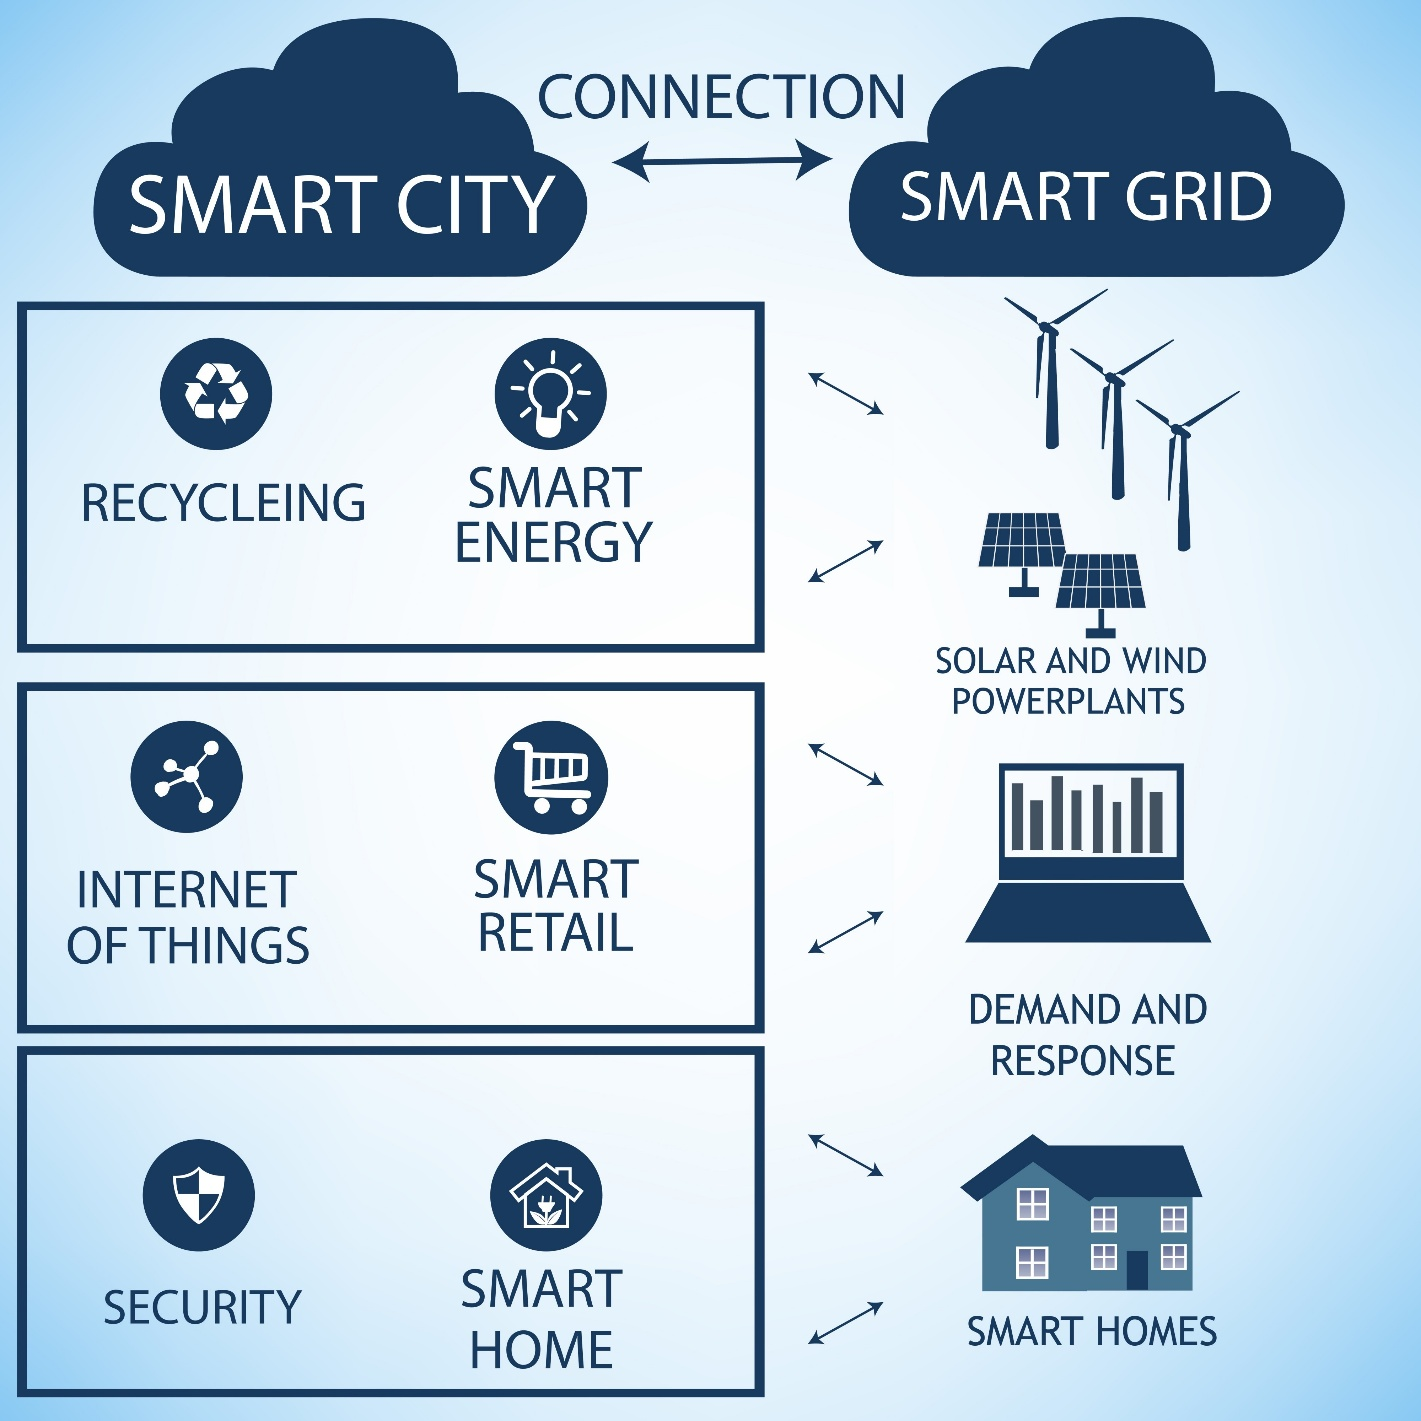 CONNECTION
SMART CITY
SMART GRID
RECYCLEING
SMART
ENERGY
SOLAR AND WIND
POWERPLANTS
INTERNET
OF THINGS
SMART
RETAIL
DEMAND AND
RESPONSE
SECURITY
SMART
HOME
SMART HOMES